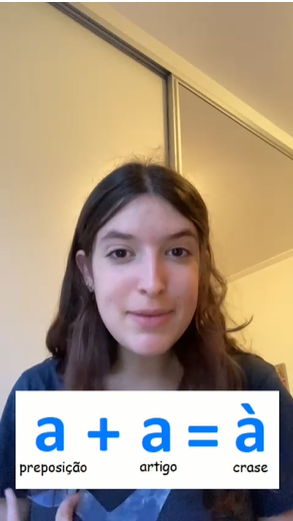 a + a = à
preposição artigo crase